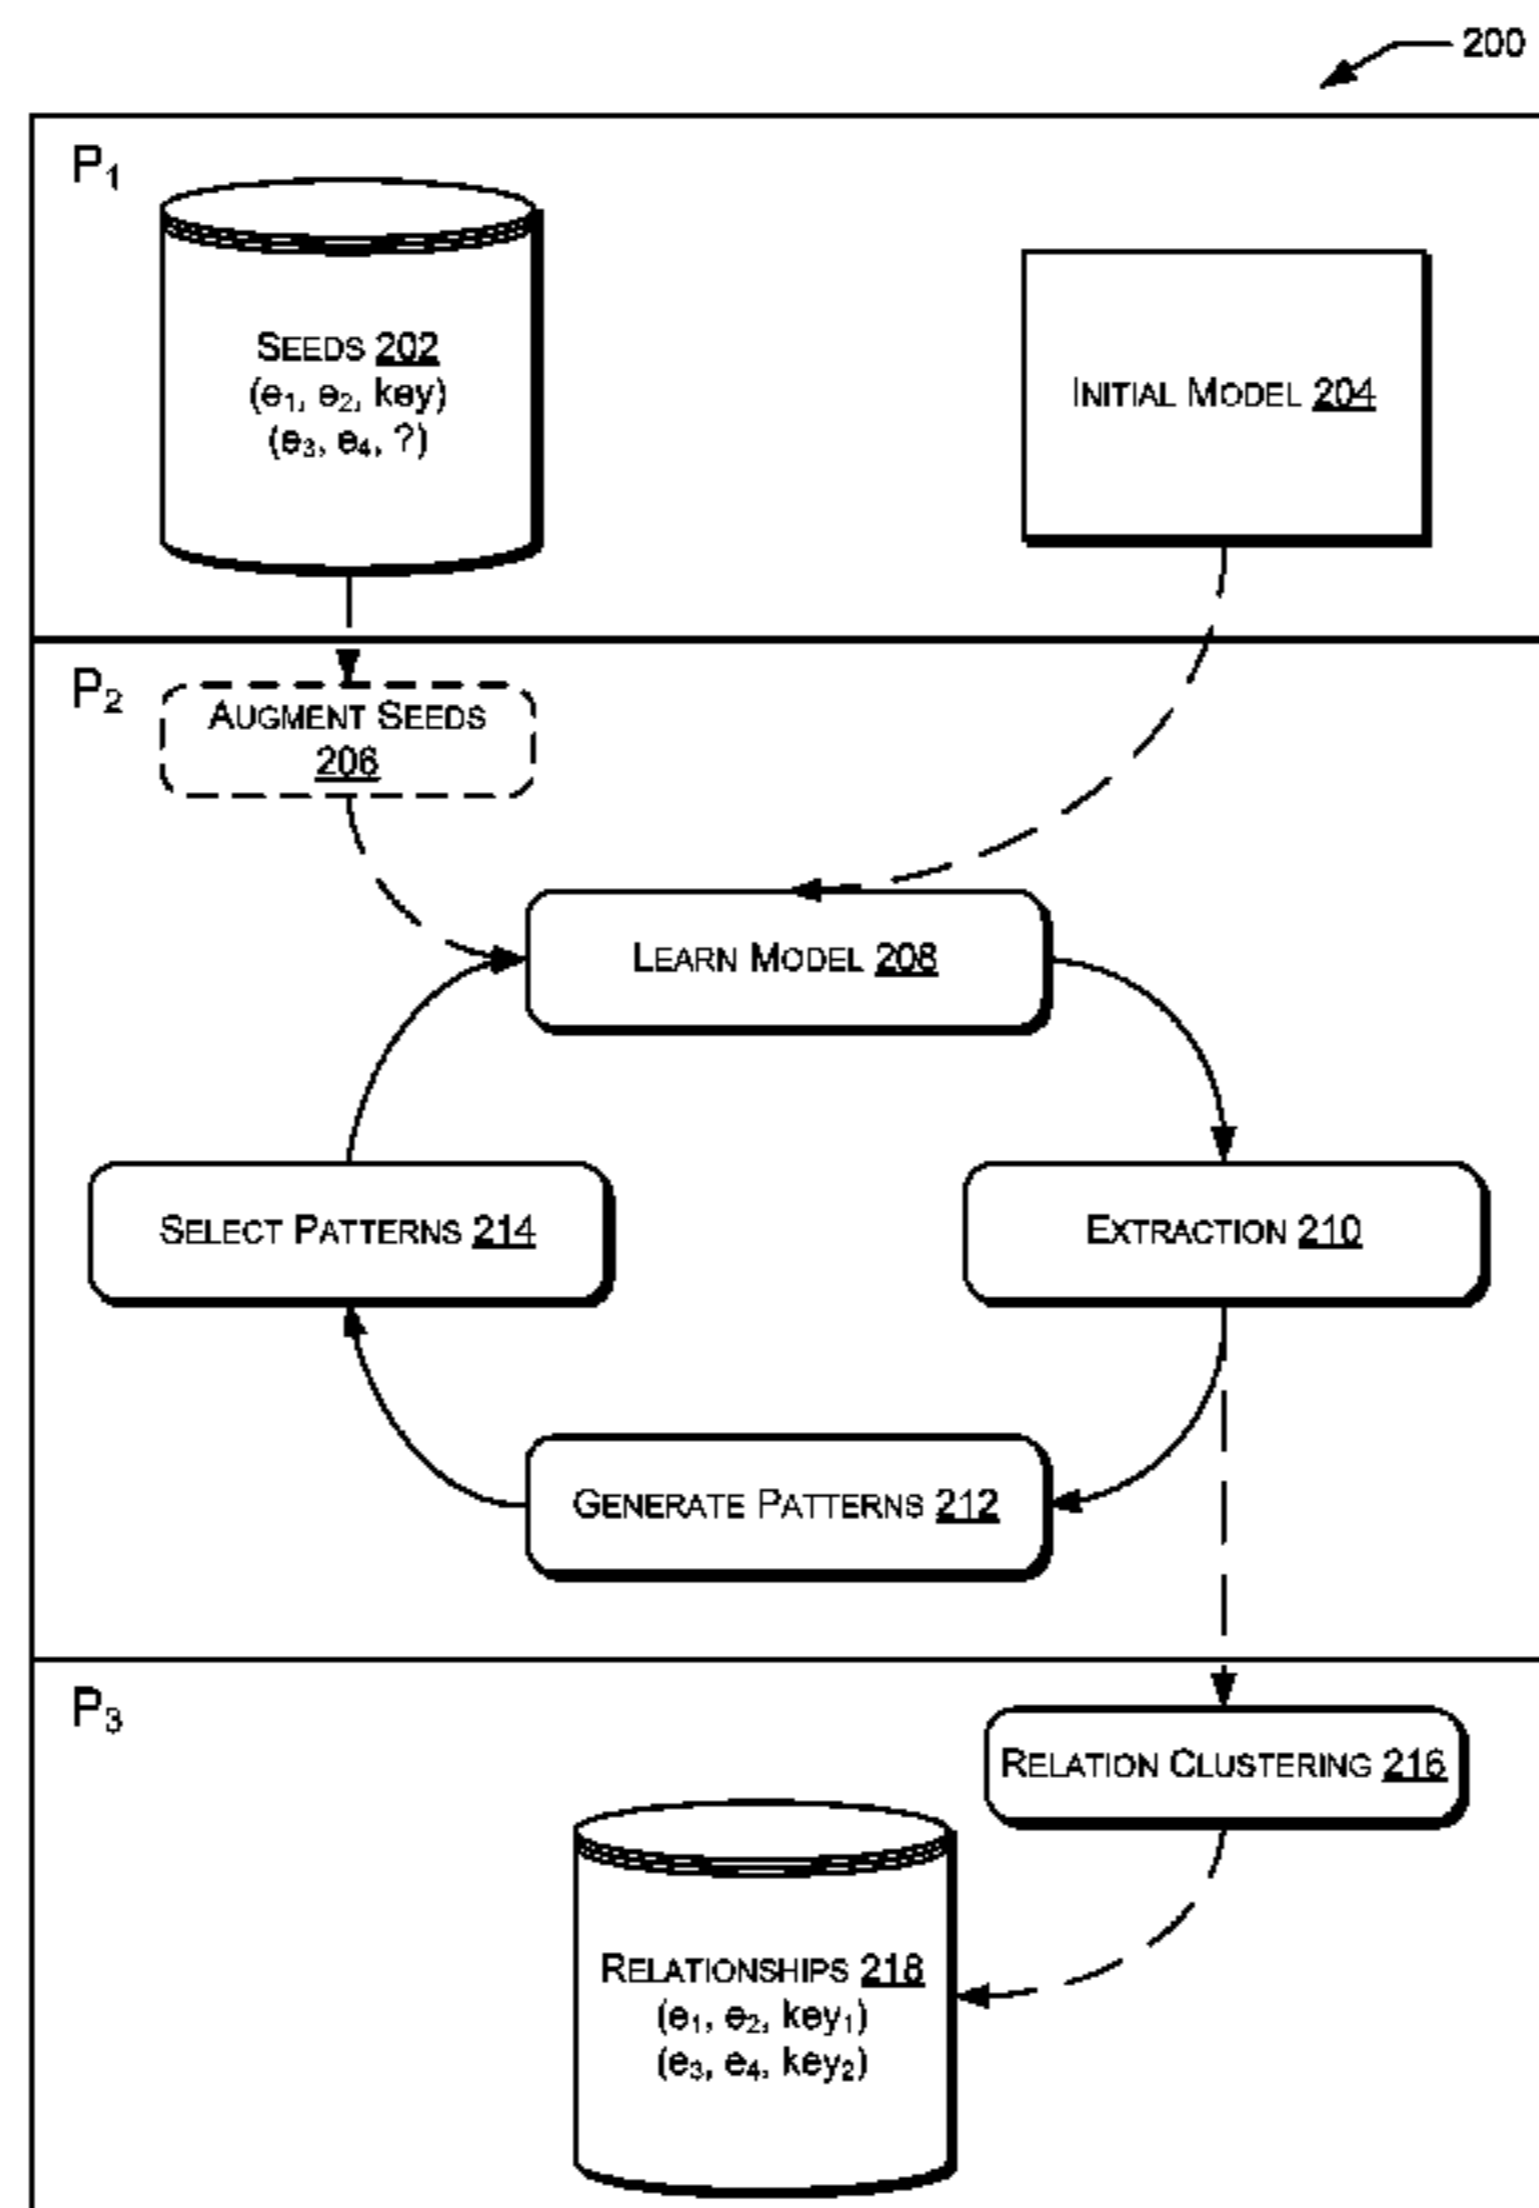 200
P₁
SEEDS 202
(e₁, e₂, key)
(e₃, e₄, ?)
INITIAL MODEL 204
P₂
AUGMENT SEEDS
206
LEARN MODEL 208
SELECT PATTERNS 214
EXTRACTION 210
GENERATE PATTERNS 212
P₃
RELATION CLUSTERING 216
RELATIONSHIPS 218
(e₁, e₂, key₁)
(e₃, e₄, key₂)